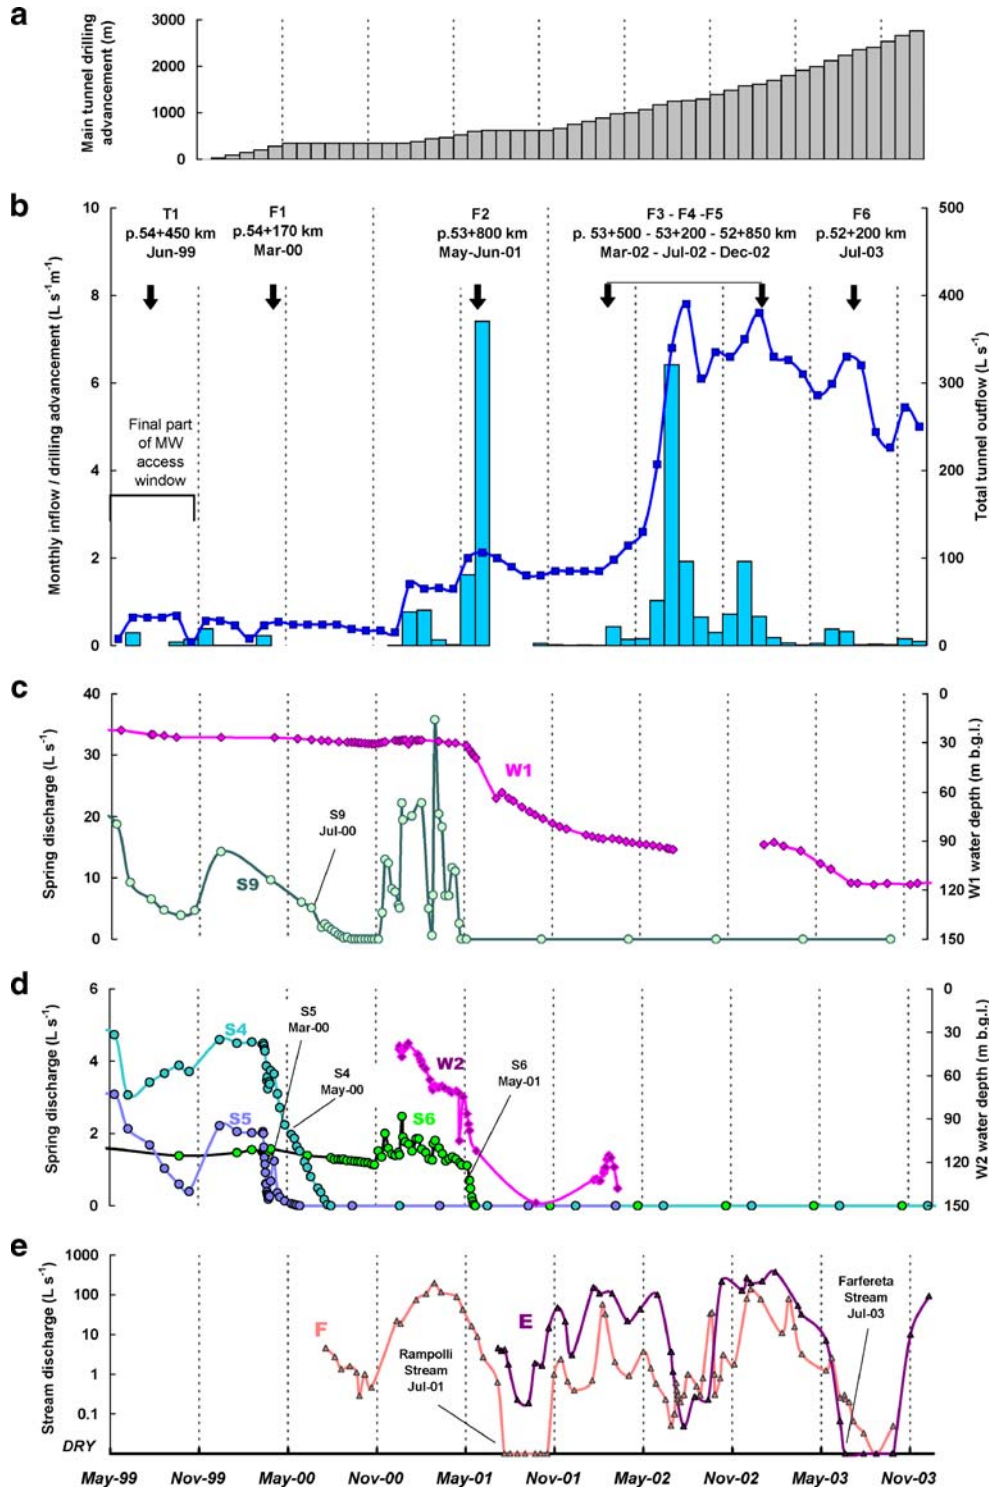 a
Main tunnel drilling
advancement (m)
3000
2000
1000
0
b
Monthly inflow / drilling advancement (L s-1m-1)
10
8
6
4
2
0
T1
p.54+450 km
Jun-99
F1
p.54+170 km
Mar-00
F2
p.53+800 km
May-Jun-01
F3 - F4 -F5
p. 53+500 - 53+200 - 52+850 km
Mar-02 - Jul-02 - Dec-02
F6
p.52+200 km
Jul-03
Final part
of MW
access
window
500
400
300
200
100
0
Total tunnel outflow (L s-1)
c
Spring discharge (L s-1)
40
30
20
10
0
W1
S9
Jul-00
S9
0
30
60
90
120
150
W1 water depth (m b.g.l.)
d
Spring discharge (L s-1)
6
4
2
0
S4
S5
Mar-00
S4
May-00
S5
W2
S6
S6
May-01
0
30
60
90
120
150
W2 water depth (m b.g.l.)
e
Stream discharge (L s-1)
1000
100
10
1
0.1
DRY
F
Rampolli
Stream
Jul-01
E
Farfereta
Stream
Jul-03
May-99 Nov-99 May-00 Nov-00 May-01 Nov-01 May-02 Nov-02 May-03 Nov-03